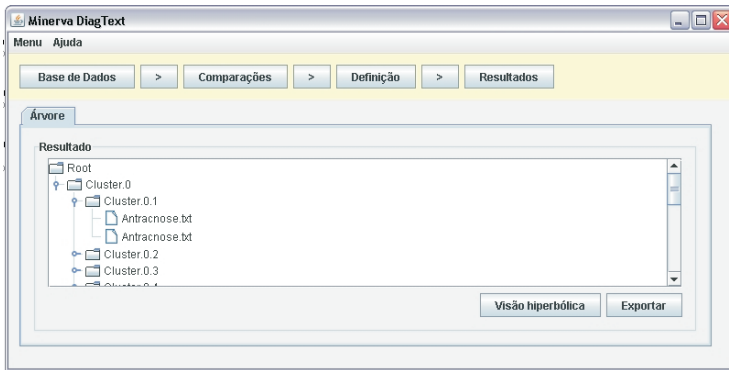 Minerva DiagText
Menu Ajuda
Base de Dados > Comparações > Definição > Resultados
Árvore
Resultado
Root
Cluster.0
Cluster.0.1
Antracnose.txt
Antracnose.txt
Cluster.0.2
Cluster.0.3
Visão hiperbólica Exportar